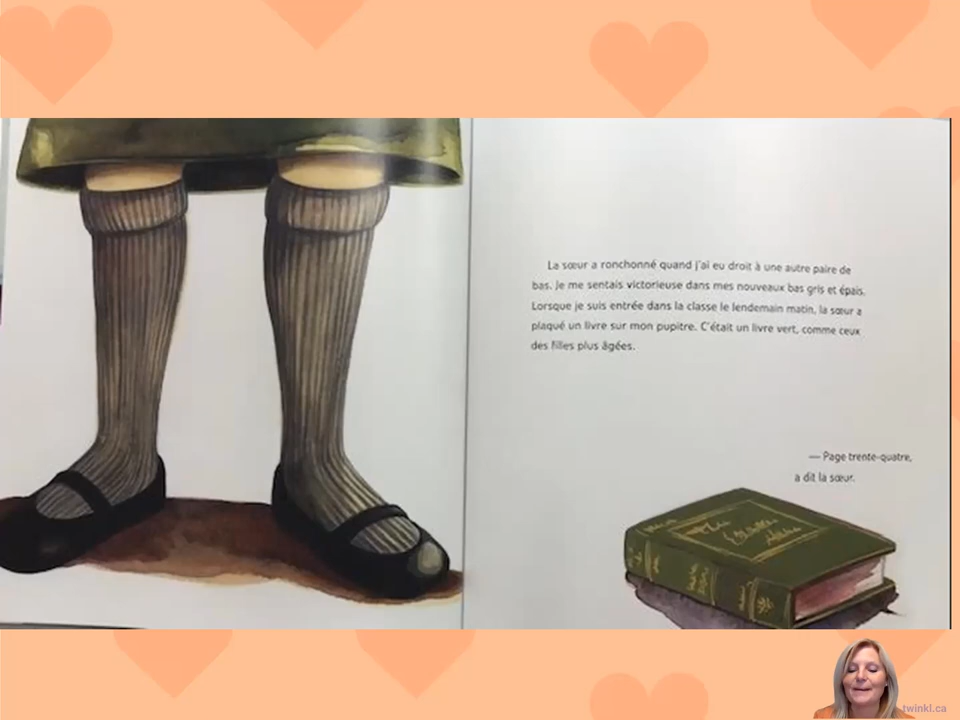 La sœur a ronchonné quand j'ai eu droit à une autre paire de
bas. Je me sentais victorieuse dans mes nouveaux bas gris et épais.
Lorsque je suis entrée dans la classe le lendemain matin, la sœur a
plaqué un livre sur mon pupitre. C'était un livre vert, comme ceux
des filles plus âgées.
— Page trente-quatre,
a dit la sœur.
twinkl.ca